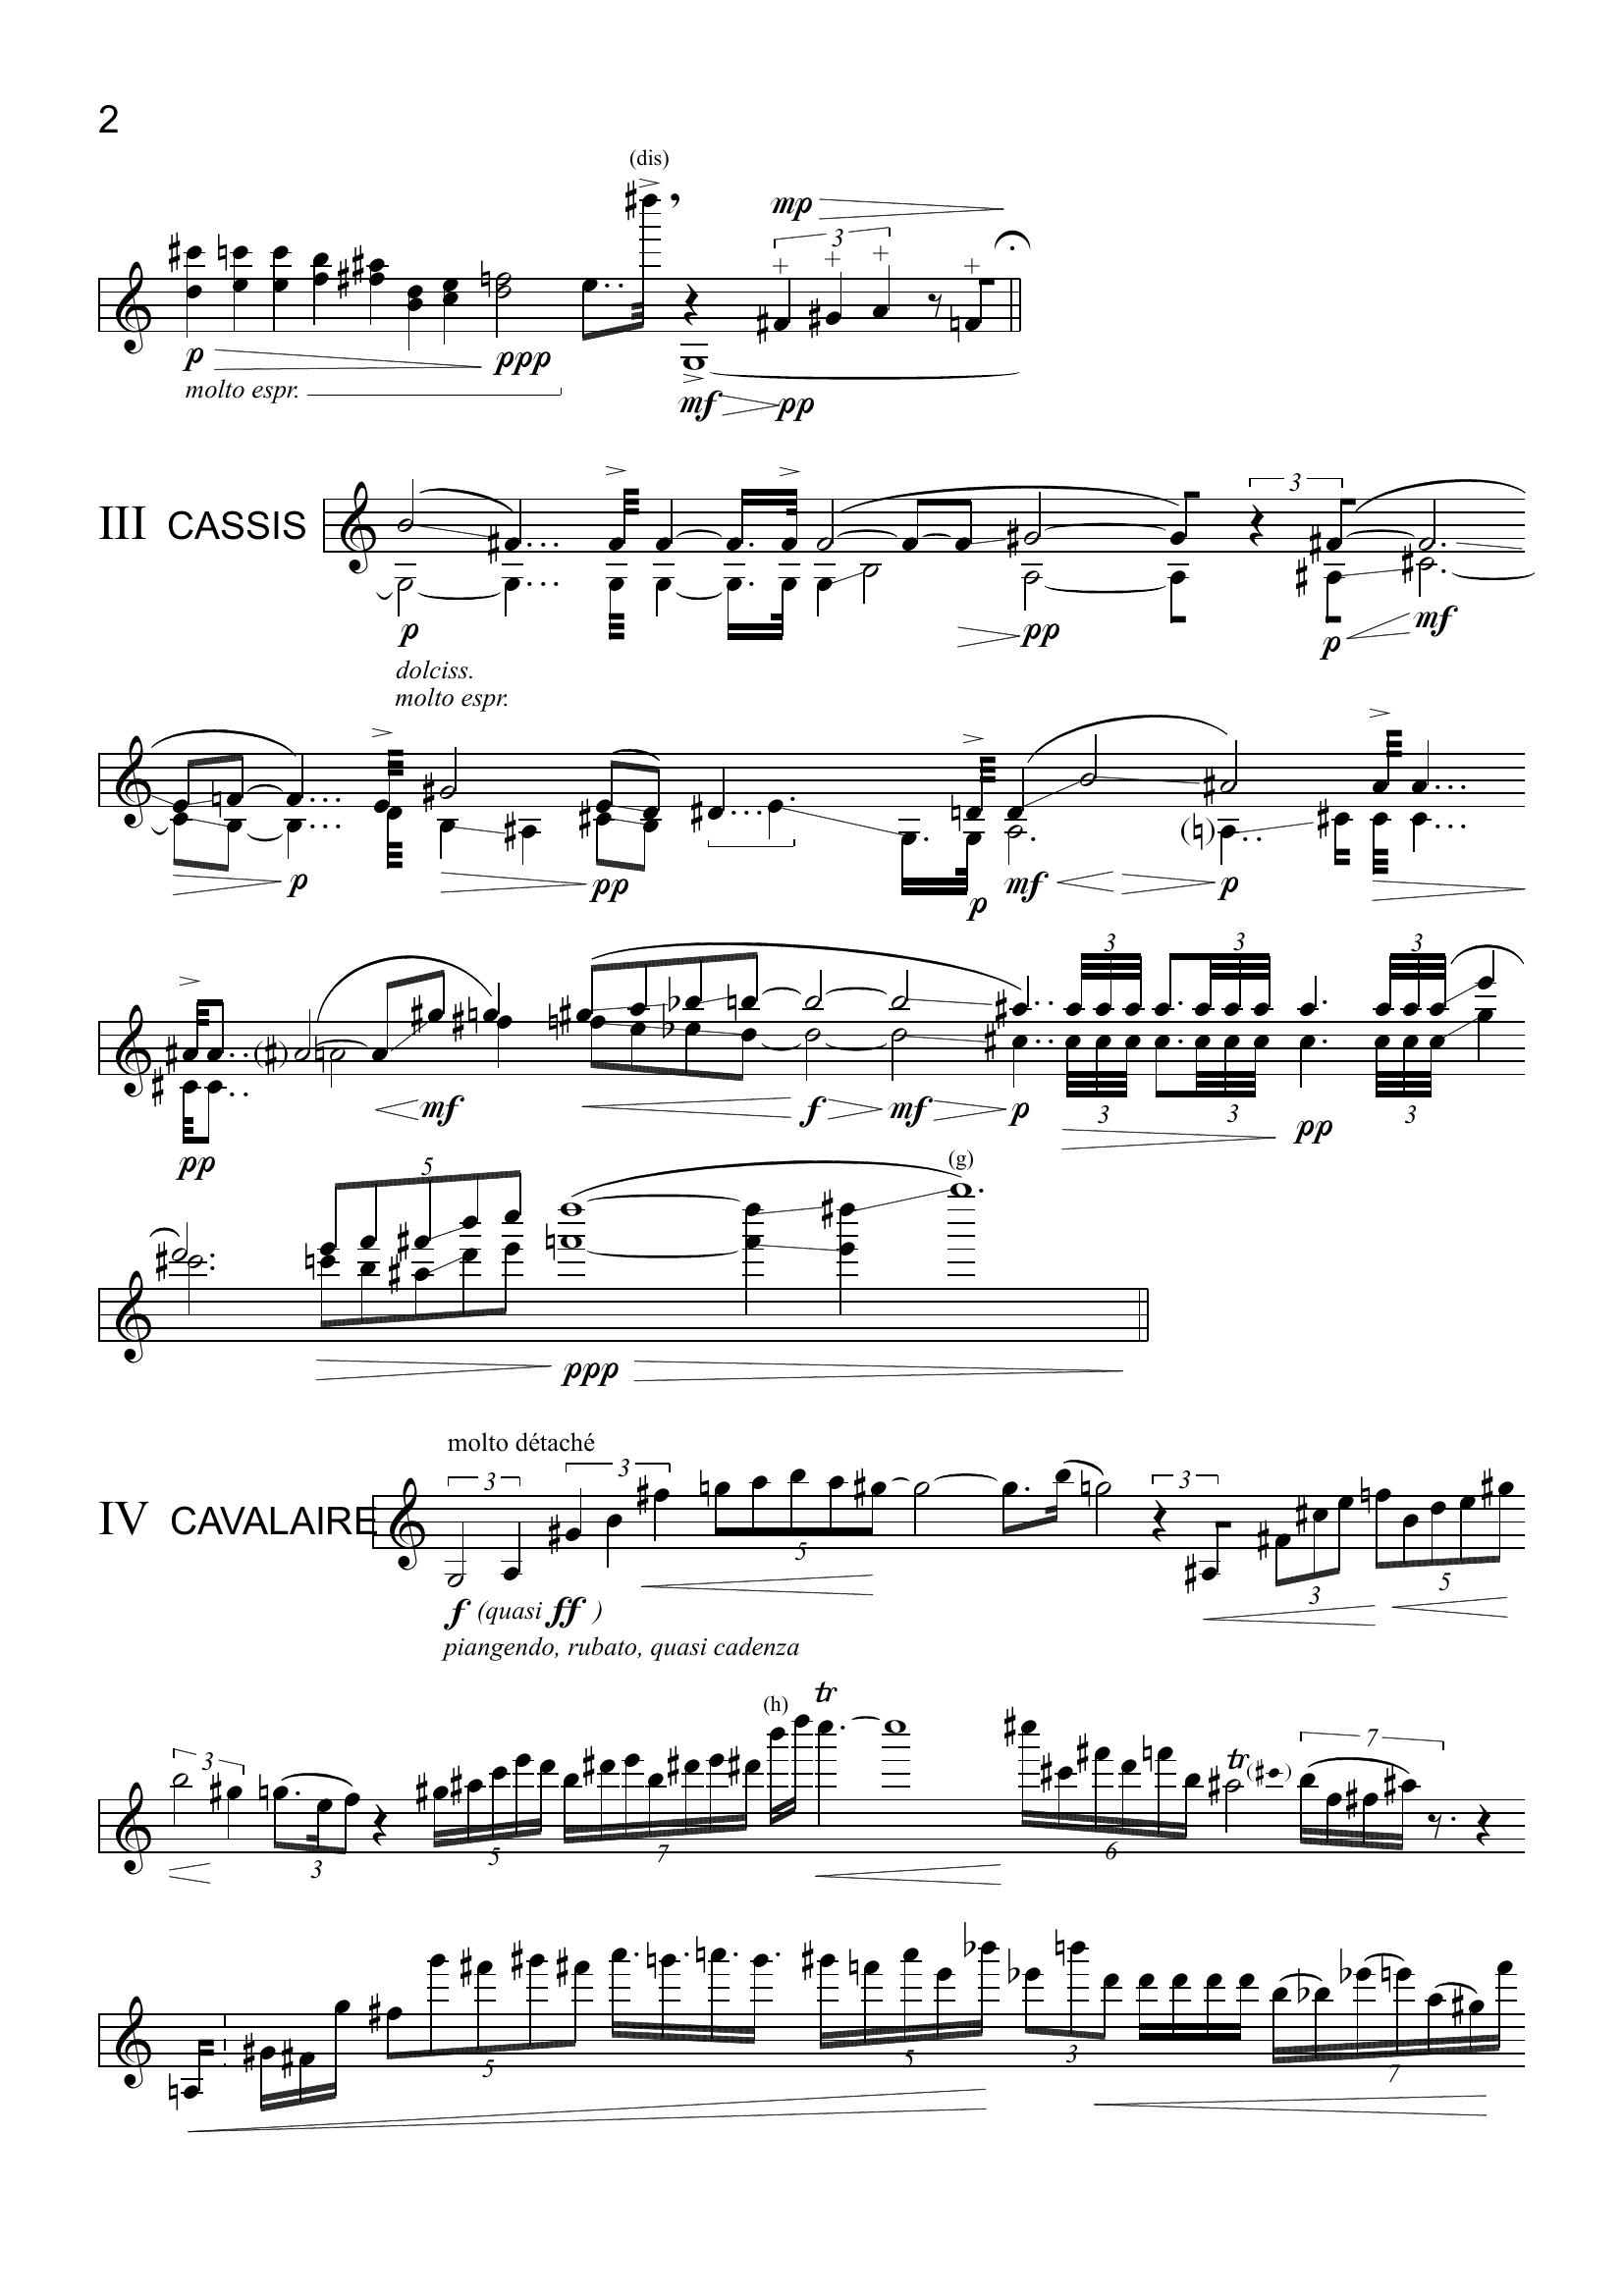 2
(dis)
mp
3
p
ppp
molto espr.
mf
pp
III CASSIS
3
p
pp
p
mf
dolciss.
molto espr.
p
pp
p
mf
p
3
3
3
mf
f
mf
p
3
3
3
pp
pp
5
(g)
ppp
molto détaché
3
3
3
IV CAVALAIRE
5
3
5
f (quasi ff )
piangendo, rubato, quasi cadenza
tr
(h)
3
7
tr
3
5
7
6
5
5
3
7